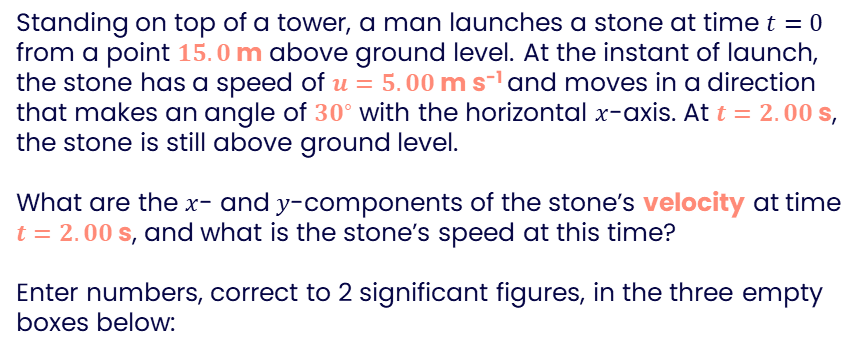 Standing on top of a tower, a man launches a stone at time t = 0
from a point 15.0 m above ground level. At the instant of launch,
the stone has a speed of u = 5.00 m s⁻¹ and moves in a direction
that makes an angle of 30° with the horizontal x-axis. At t = 2.00 s,
the stone is still above ground level.
What are the x- and y-components of the stone’s velocity at time
t = 2.00 s, and what is the stone’s speed at this time?
Enter numbers, correct to 2 significant figures, in the three empty
boxes below: